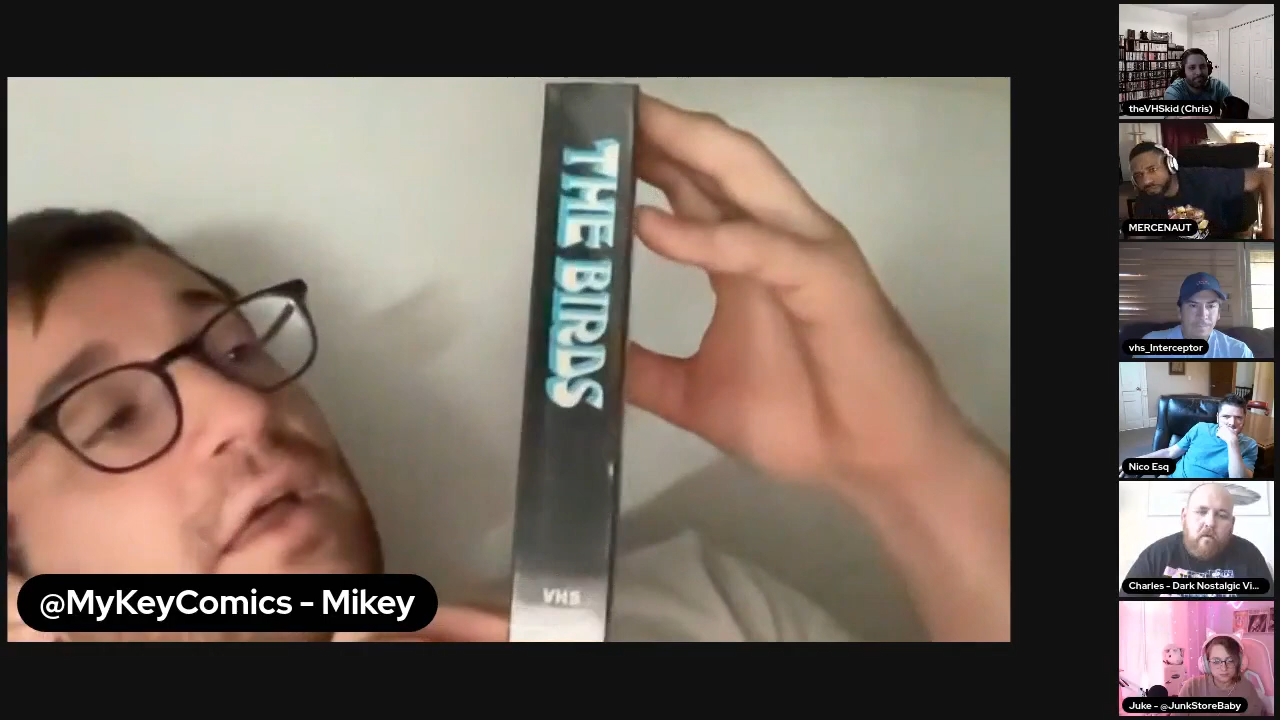 THE BIRDS
VHS
@MyKeyComics - Mikey
theVHSkid (Chris)
MERCENAUT
vhs_Interceptor
Nico Esq
Charles - Dark Nostalgic Vi...
Juke - @JunkStoreBaby